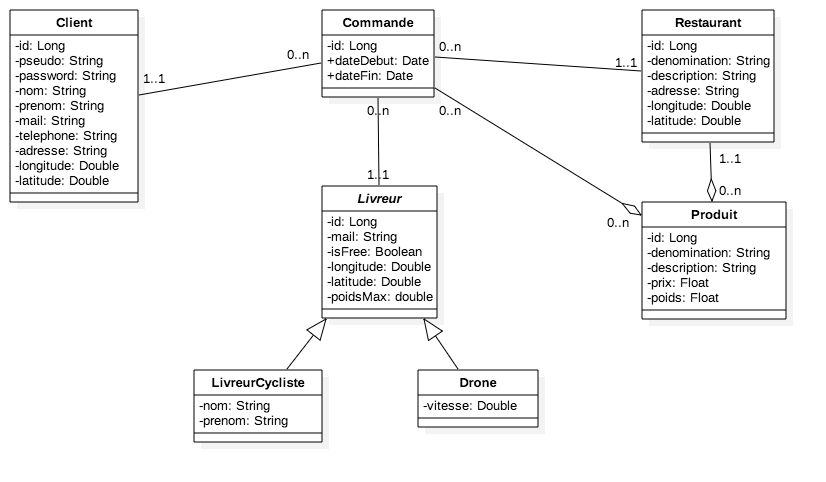 Client
-id: Long
-pseudo: String
-password: String
-nom: String
-prenom: String
-mail: String
-telephone: String
-adresse: String
-longitude: Double
-latitude: Double
1..1
0..n
Commande
-id: Long
+dateDebut: Date
+dateFin: Date
0..n
1..1
Restaurant
-id: Long
-denomination: String
-description: String
-adresse: String
-longitude: Double
-latitude: Double
0..n
0..n
1..1
1..1
0..n
0..n
Livreur
-id: Long
-mail: String
-isFree: Boolean
-longitude: Double
-latitude: Double
-poidsMax: double
Produit
-id: Long
-denomination: String
-description: String
-prix: Float
-poids: Float
LivreurCycliste
-nom: String
-prenom: String
Drone
-vitesse: Double